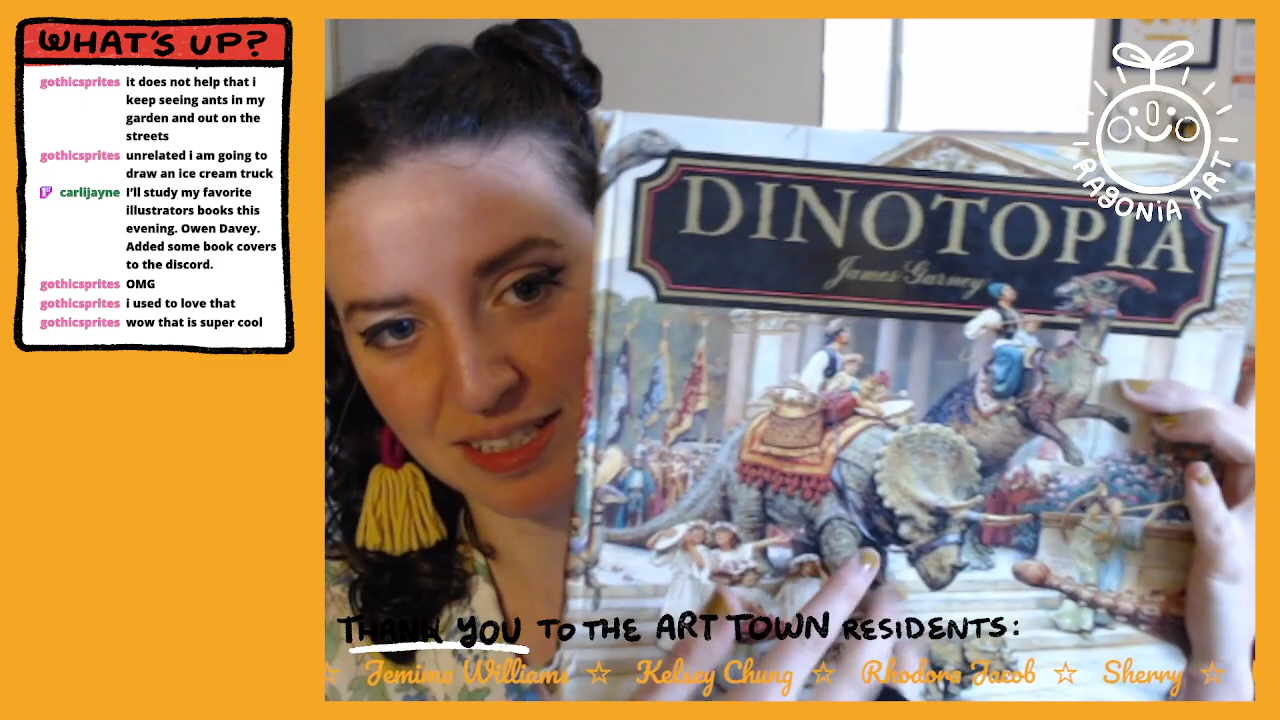 WHAT'S UP?
gothicsprites it does not help that i
keep seeing ants in my
garden and out on the
streets
gothicsprites unrelated i am going to
draw an ice cream truck
carlijayne I'll study my favorite
illustrators books this
evening. Owen Davey.
Added some book covers
to the discord.
gothicsprites OMG
gothicsprites i used to love that
gothicsprites wow that is super cool
RABONIA ART
DINOTOPIA
James Gurney
THANK YOU TO THE ART TOWN RESIDENTS:
Jemima Williams ☆ Kelsey Chung ☆ Rhodora Jacob ☆ Sherry ☆